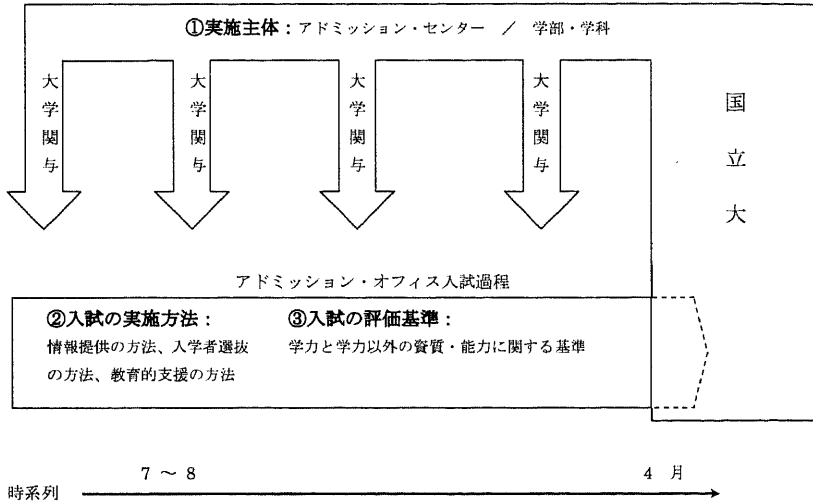 ①実施主体：アドミッション・センター ／ 学部・学科
大学関与
大学関与
大学関与
大学関与
国立大
アドミッション・オフィス入試過程
②入試の実施方法：
情報提供の方法、入学者選抜
の方法、教育的支援の方法
③入試の評価基準：
学力と学力以外の資質・能力に関する基準
7 ～ 8
4 月
時系列